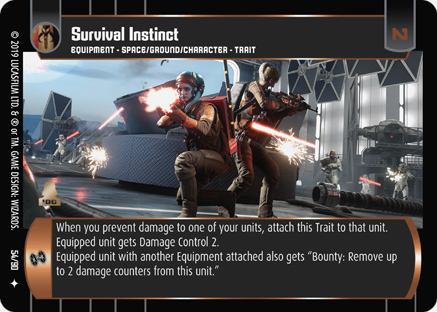 Survival Instinct
EQUIPMENT - SPACE/GROUND/CHARACTER - TRAIT
N
© 2019 LUCASFILM LTD. & ® or TM. GAME DESIGN: WIZARDS.
54/90
When you prevent damage to one of your units, attach this Trait to that unit.
Equipped unit gets Damage Control 2.
Equipped unit with another Equipment attached also gets “Bounty: Remove up
to 2 damage counters from this unit.”